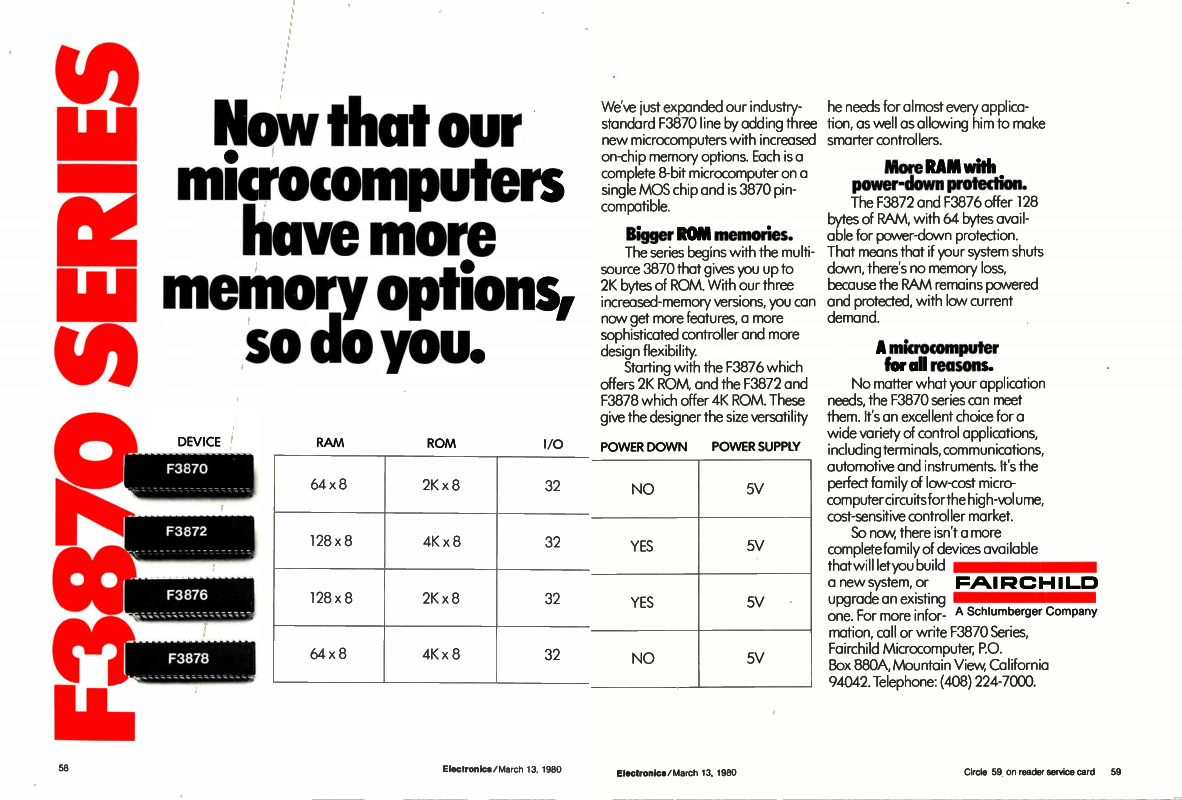 F3870 SERIES
Now that our
microcomputers
have more
memory options,
so do you.
DEVICE RAM ROM I/O POWER DOWN POWER SUPPLY
F3870 64 x 8 2K x 8 32 NO 5V
F3872 128 x 8 4K x 8 32 YES 5V
F3876 128 x 8 2K x 8 32 YES 5V
F3878 64 x 8 4K x 8 32 NO 5V
58
Electronics/March 13, 1980
We've just expanded our industry-
standard F3870 line by adding three
new microcomputers with increased
on-chip memory options. Each is a
complete 8-bit microcomputer on a
single MOS chip and is 3870 pin-
compatible.
Bigger ROM memories.
The series begins with the multi-
source 3870 that gives you up to
2K bytes of ROM. With our three
increased-memory versions, you can
now get more features, a more
sophisticated controller and more
design flexibility.
Starting with the F3876 which
offers 2K ROM, and the F3872 and
F3878 which offer 4K ROM. These
give the designer the size versatility
he needs for almost every applica-
tion, as well as allowing him to make
smarter controllers.
More RAM with
power-down protection.
The F3872 and F3876 offer 128
bytes of RAM, with 64 bytes avail-
able for power-down protection.
That means that if your system shuts
down, there's no memory loss,
because the RAM remains powered
and protected, with low current
demand.
A microcomputer
for all reasons.
No matter what your application
needs, the F3870 series can meet
them. It's an excellent choice for a
wide variety of control applications,
including terminals, communications,
automotive and instruments. It's the
perfect family of low-cost micro-
computer circuits for the high-volume,
cost-sensitive controller market.
So now, there isn't a more
complete family of devices available
that will let you build
a new system, or
upgrade an existing
one. For more infor-
mation, call or write F3870 Series,
Fairchild Microcomputer, P.O.
Box 880A, Mountain View, California
94042. Telephone: (408) 224-7000.
FAIRCHILD
A Schlumberger Company
Electronics/March 13, 1980
Circle 59 on reader service card 59